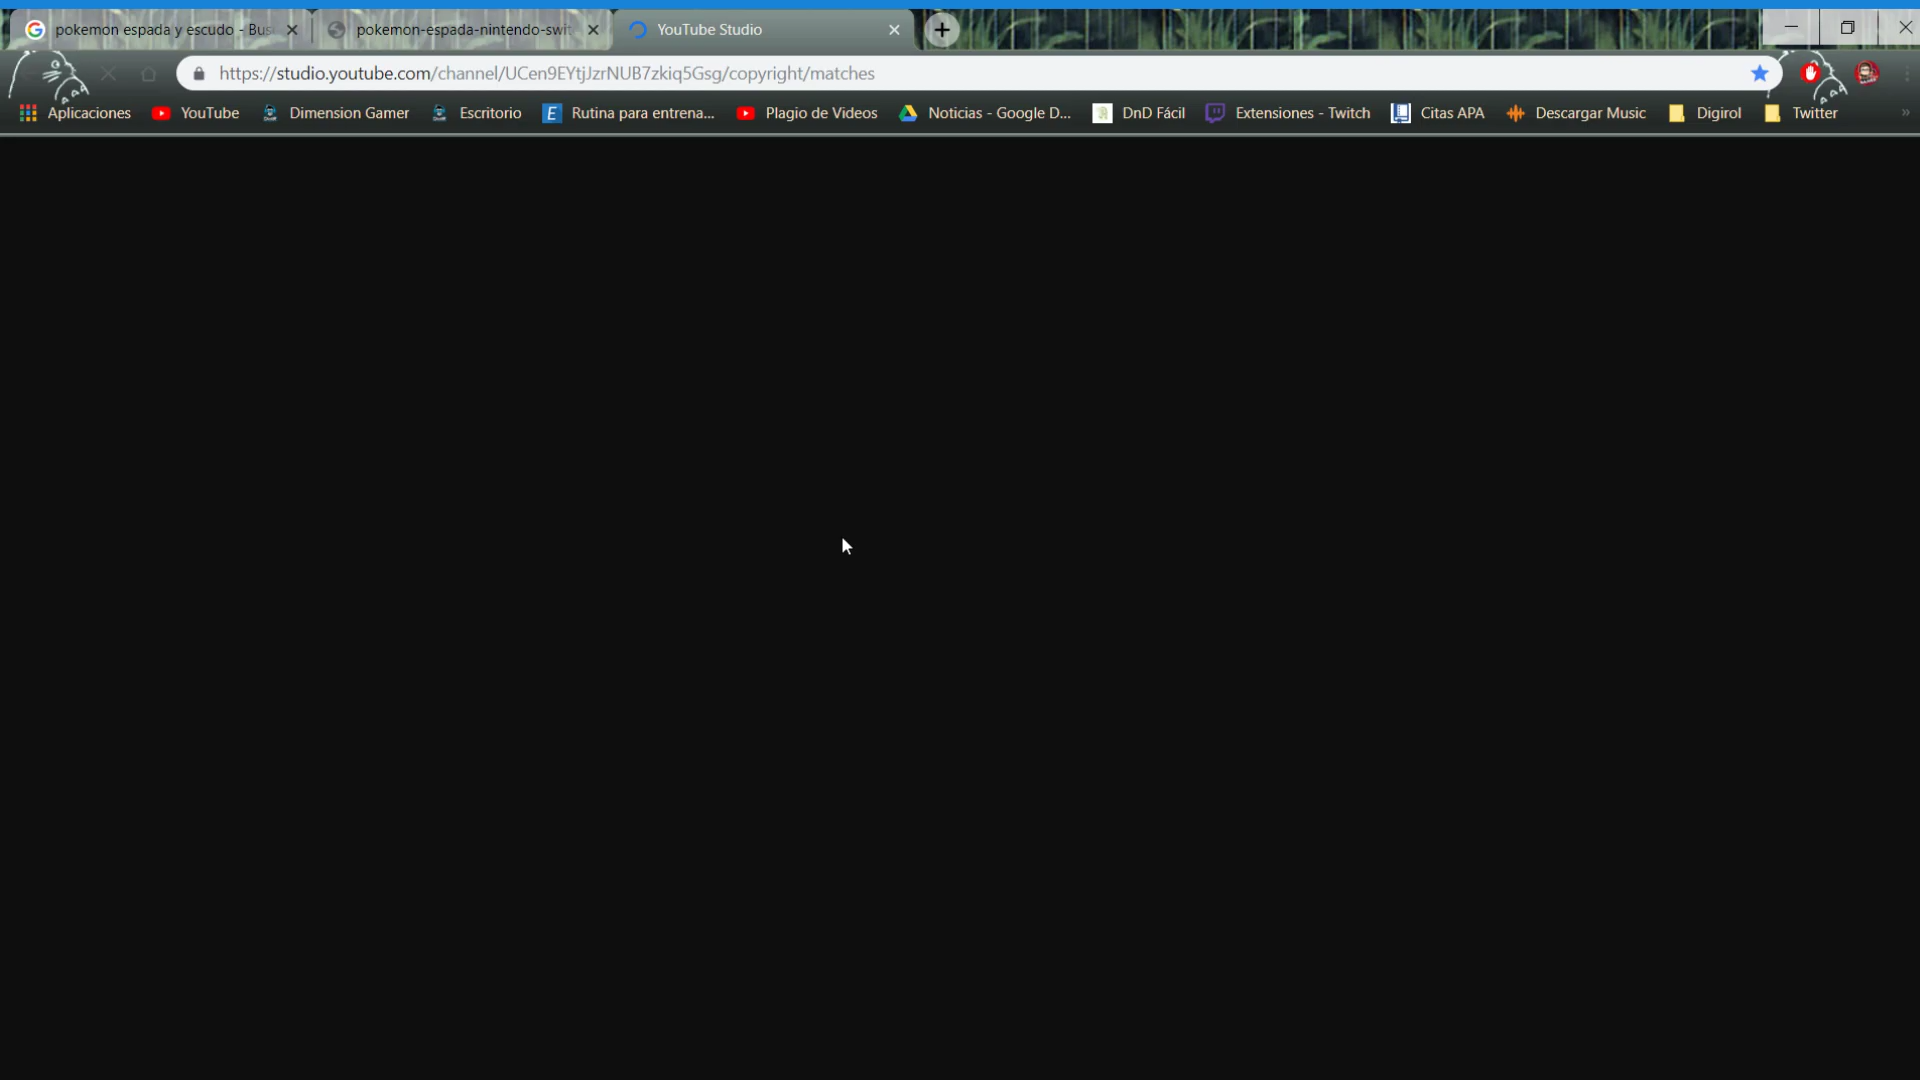 pokemon espada y escudo - Bus
pokemon-espada-nintendo-swit
YouTube Studio
https://studio.youtube.com/channel/UCen9EYtjJzrNUB7zkiq5Gsg/copyright/matches
Aplicaciones
YouTube
Dimension Gamer
Escritorio
Rutina para entrena...
Plagio de Videos
Noticias - Google D...
DnD Fácil
Extensiones - Twitch
Citas APA
Descargar Music
Digirol
Twitter